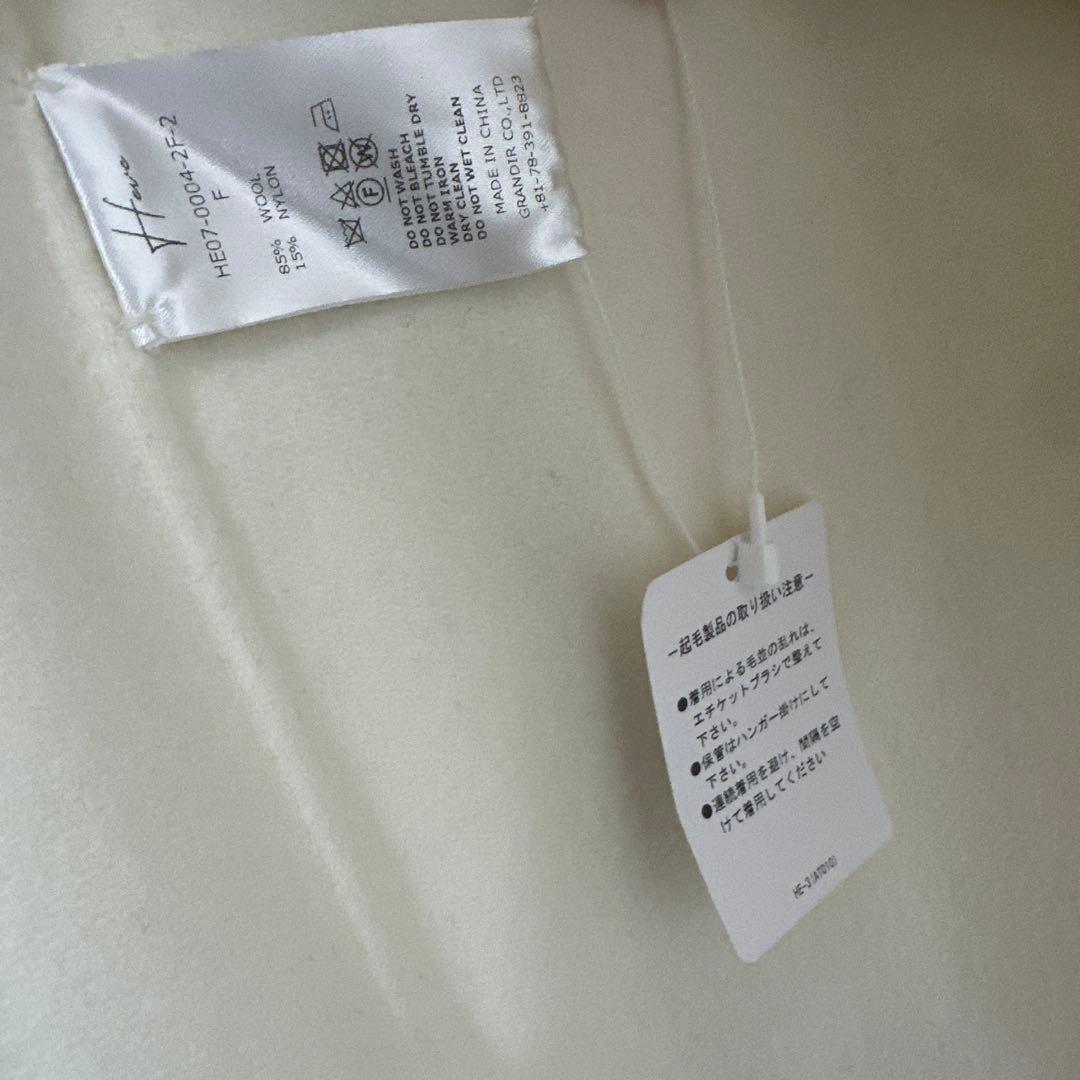 Hevo
HE07-0004-2F-2
F
85% WOOL
15% NYLON
DO NOT WASH
DO NOT BLEACH
DO NOT TUMBLE DRY
WARM IRON
DRY CLEAN
DO NOT WET CLEAN
MADE IN CHINA
GRANDIR CO.,LTD
+81-78-391-8823
ー起毛製品の取り扱い注意ー
●着用による毛並の乱れは、
エチケットブラシで整えて
下さい。
●保管はハンガー掛けにして
下さい。
●連続着用を避け、間隔を空
けて着用してください
HE-3(AT010)